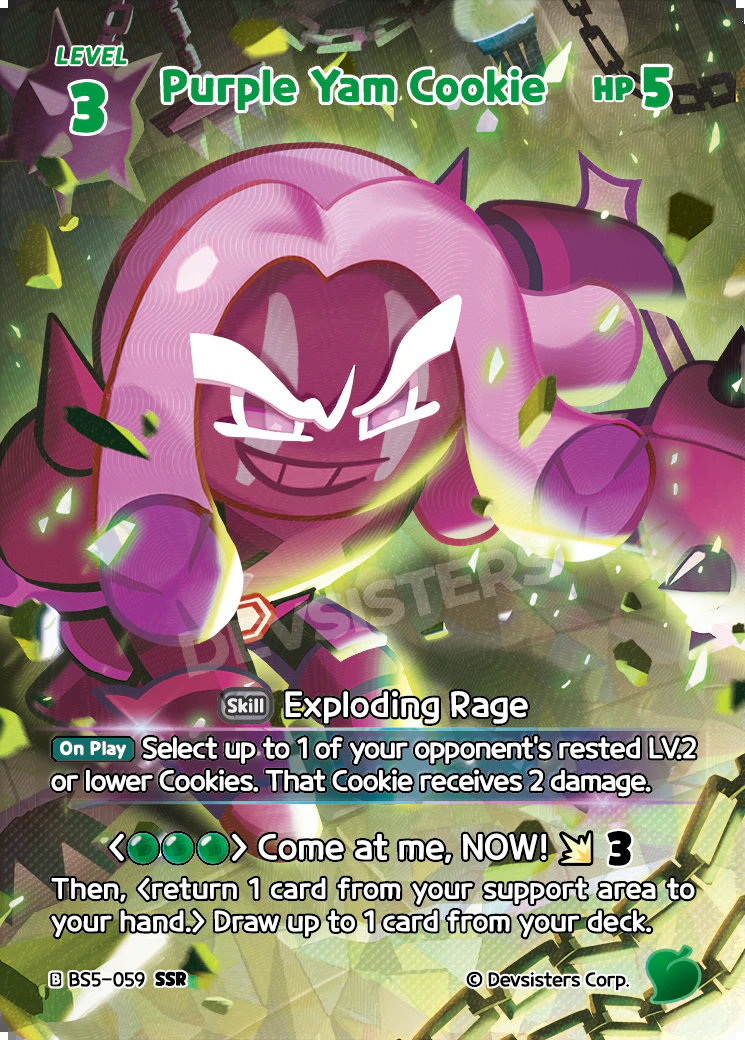 LEVEL
3
Purple Yam Cookie
HP 5
DEVSISTERS
Skill Exploding Rage
On Play Select up to 1 of your opponent's rested LV.2
or lower Cookies. That Cookie receives 2 damage.
<●●●> Come at me, NOW! 3
Then, <return 1 card from your support area to
your hand.> Draw up to 1 card from your deck.
B BS5-059 SSR
© Devsisters Corp.